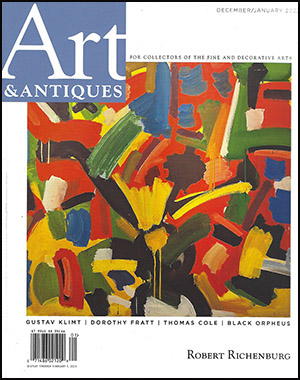 DECEMBER/JANUARY
Art
& ANTIQUES
FOR COLLECTORS OF THE FINE AND DECORATIVE ARTS
GUSTAV KLIMT | DOROTHY FRATT | THOMAS COLE | BLACK ORPHEUS
ROBERT RICHENBURG